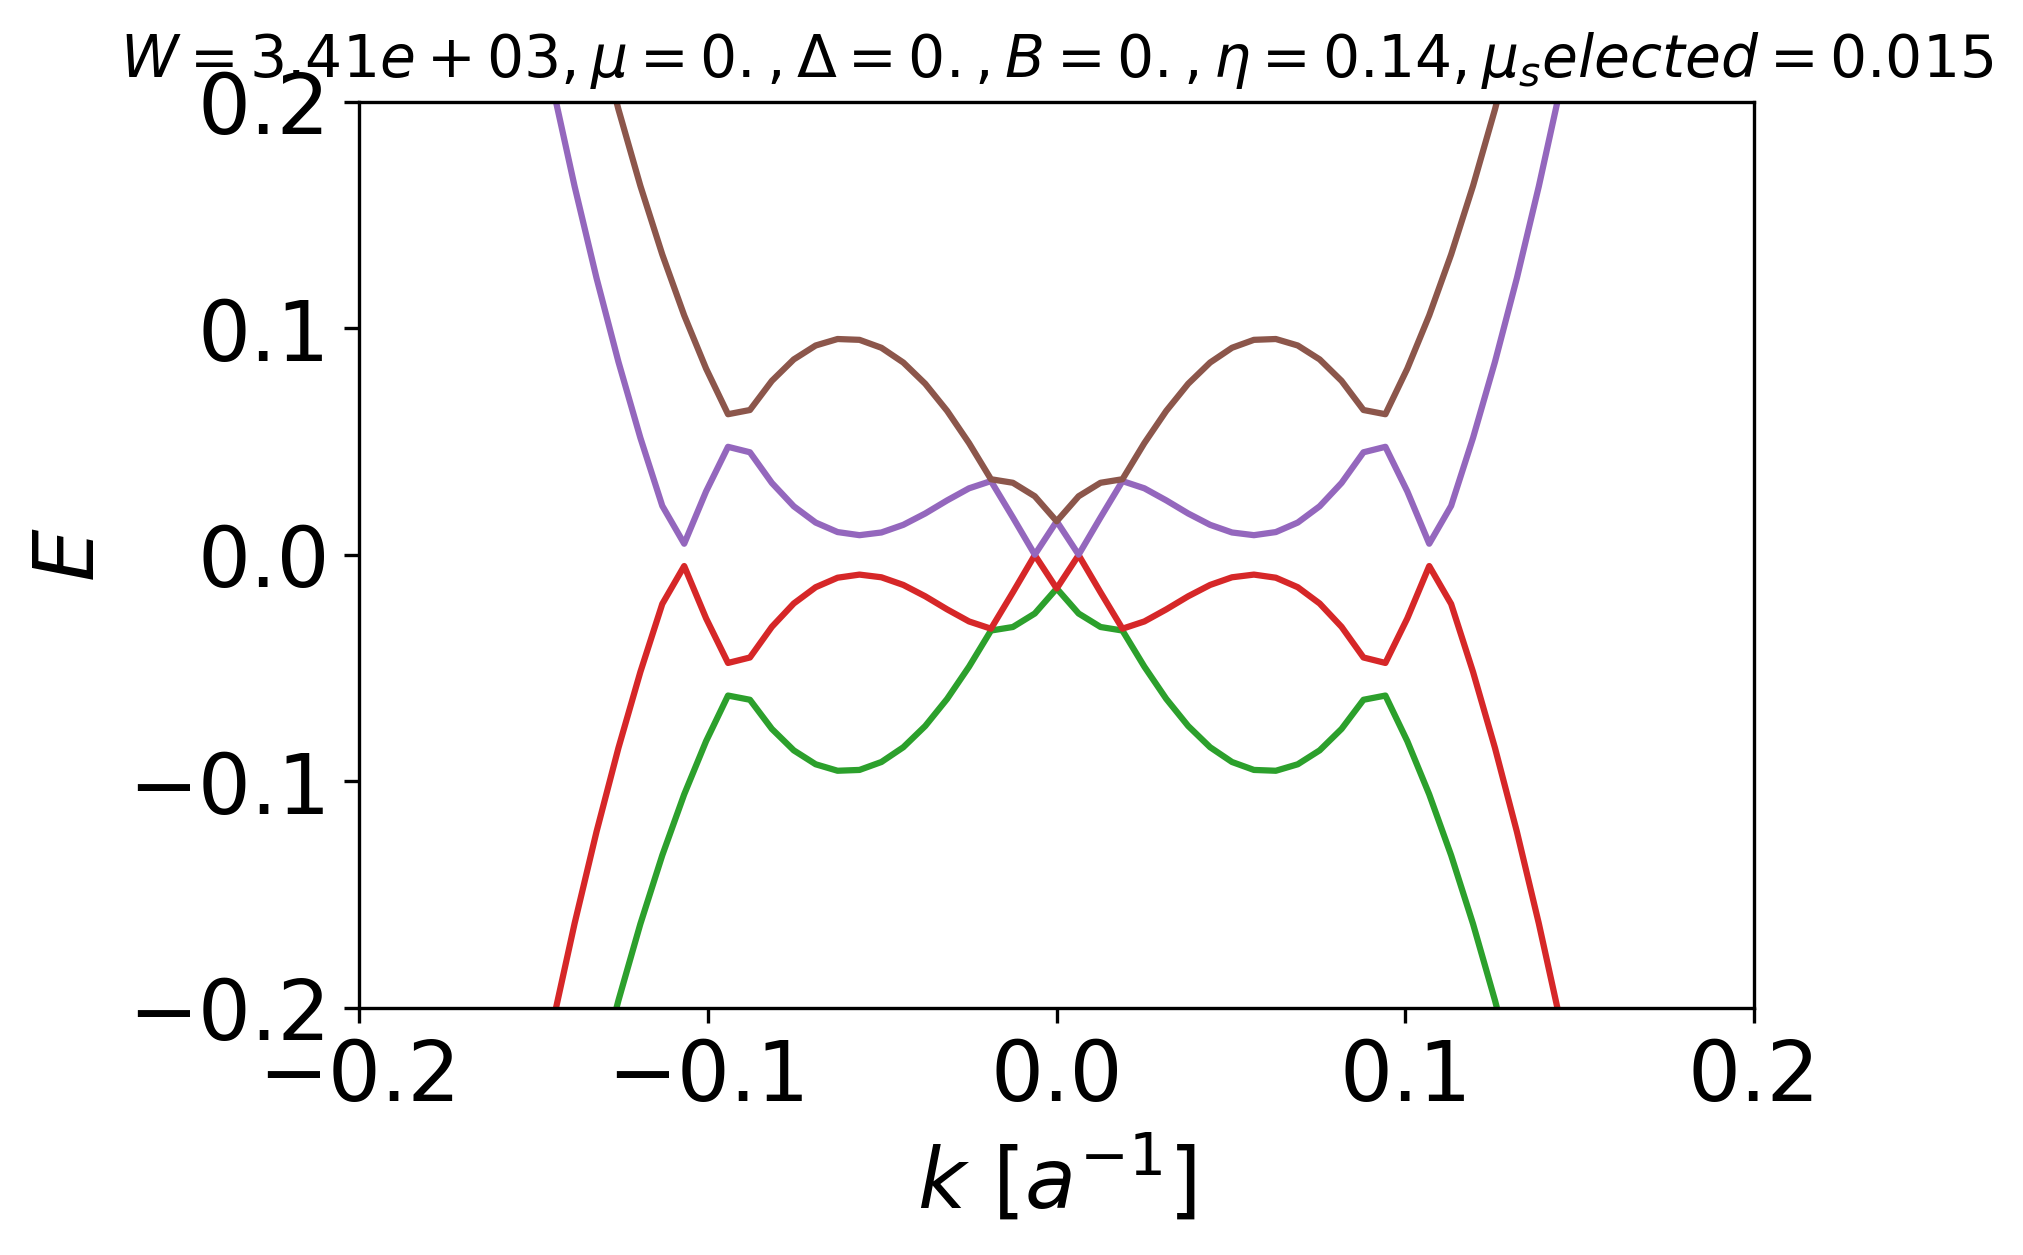 W = 3.41e + 03, μ = 0. , Δ = 0. , B = 0. , η = 0.14, μₛelected = 0.015
0.2
0.1
0.0
−0.1
−0.2
E
−0.2 −0.1 0.0 0.1 0.2
k [a⁻¹]